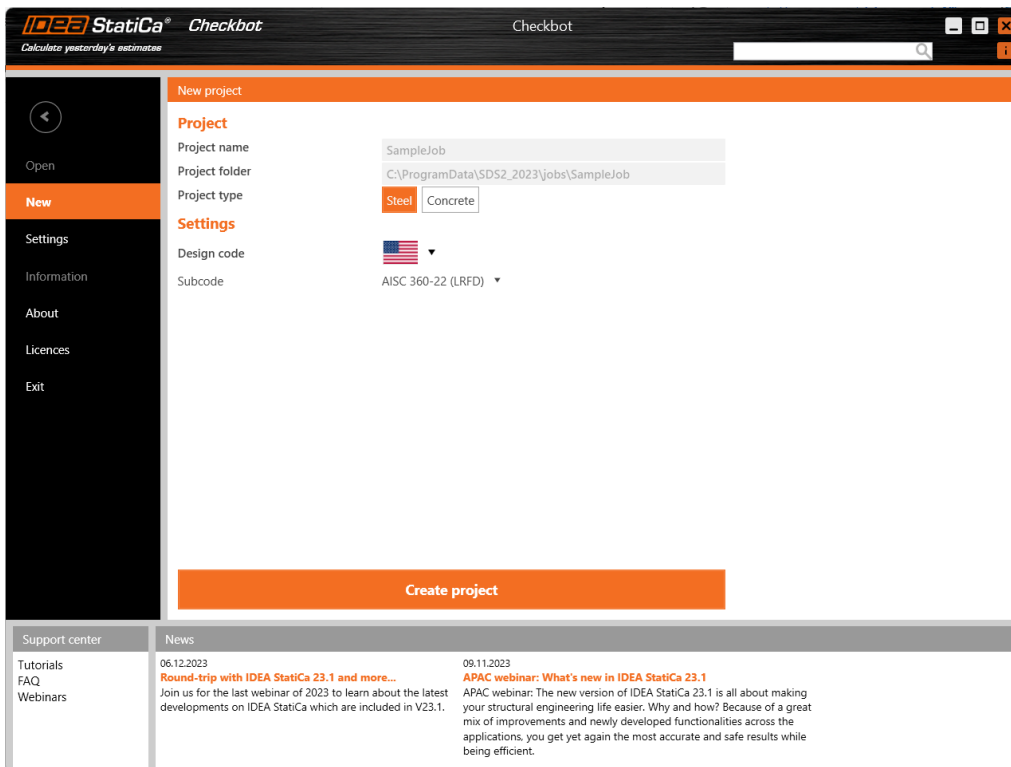 IDEA StatiCa® Checkbot
Checkbot
Calculate yesterday's estimates
i
Open
New
Settings
Information
About
Licences
Exit
New project
Project
Project name
SampleJob
Project folder
C:\ProgramData\SDS2_2023\jobs\SampleJob
Project type
Steel
Concrete
Settings
Design code
Subcode
AISC 360-22 (LRFD)
Create project
Support center
Tutorials
FAQ
Webinars
News
06.12.2023
Round-trip with IDEA StatiCa 23.1 and more...
Join us for the last webinar of 2023 to learn about the latest
developments on IDEA StatiCa which are included in V23.1.
09.11.2023
APAC webinar: What's new in IDEA StatiCa 23.1
APAC webinar: The new version of IDEA StatiCa 23.1 is all about making
your structural engineering life easier. Why and how? Because of a great
mix of improvements and newly developed functionalities across the
applications, you get yet again the most accurate and safe results while
being efficient.